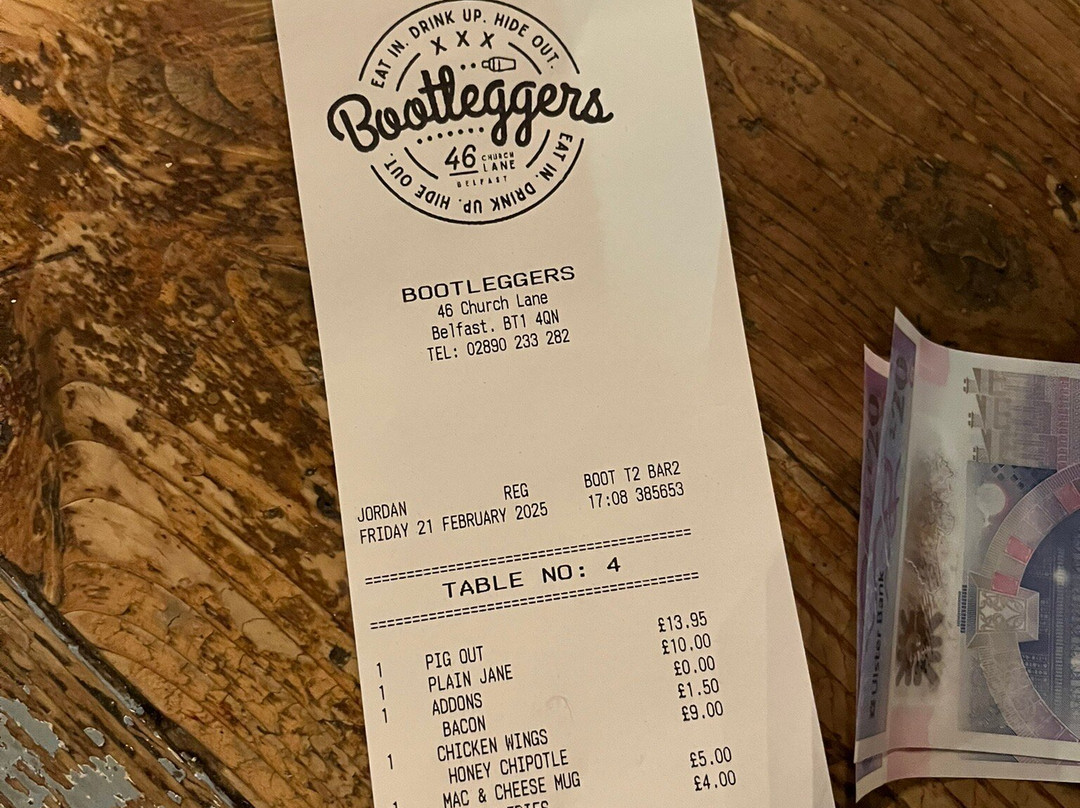 EAT IN. DRINK UP. HIDE OUT.
X X X
Bootleggers
46 CHURCH LANE
BELFAST
EAT IN. DRINK UP. HIDE OUT.
BOOTLEGGERS
46 Church Lane
Belfast. BT1 4QN
TEL: 02890 233 282
JORDAN REG BOOT T2 BAR2
FRIDAY 21 FEBRUARY 2025 17:08 385653
TABLE NO: 4
1 PIG OUT £13.95
1 PLAIN JANE £10.00
1 ADDONS £0.00
BACON £1.50
1 CHICKEN WINGS £9.00
HONEY CHIPOTLE
1 MAC & CHEESE MUG £5.00
FRIES £4.00
£20
£20
Ulster Bank